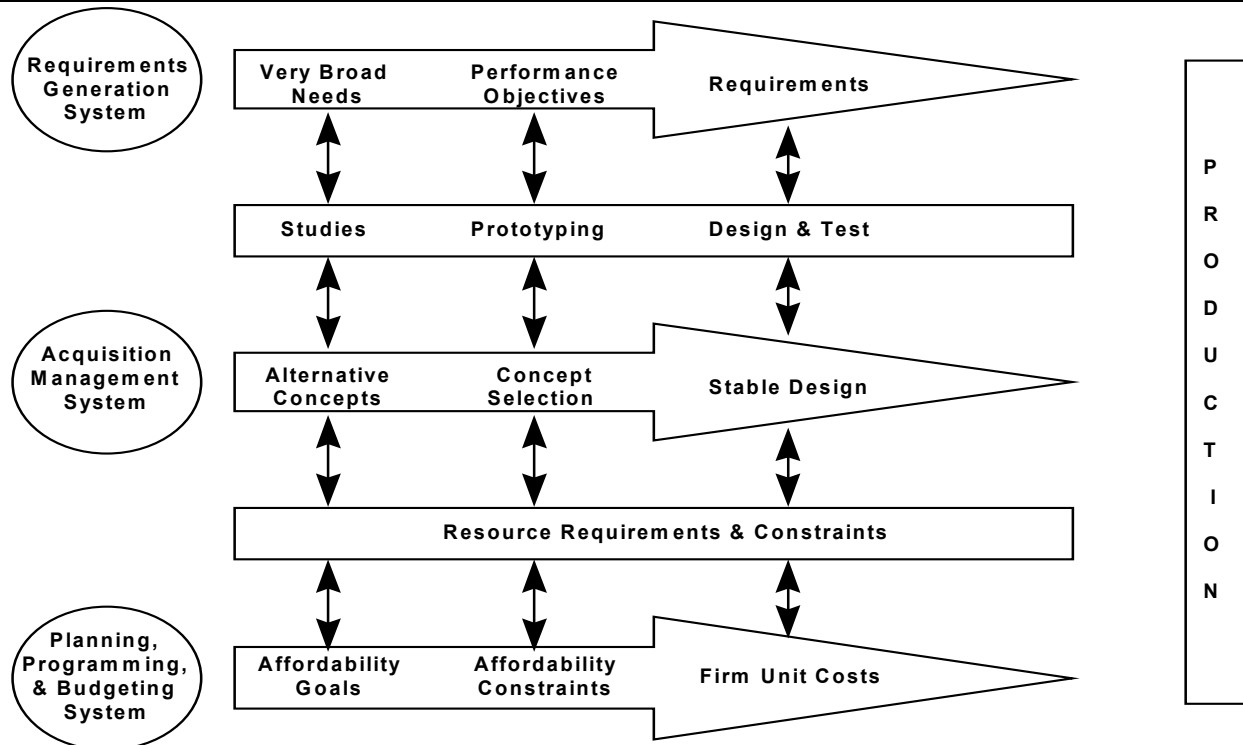 Requirements
Generation
System
Very Broad
Needs
Performance
Objectives
Requirements
Studies
Prototyping
Design & Test
Acquisition
Management
System
Alternative
Concepts
Concept
Selection
Stable Design
Resource Requirements & Constraints
Planning,
Programming,
& Budgeting
System
Affordability
Goals
Affordability
Constraints
Firm Unit Costs
P
R
O
D
U
C
T
I
O
N